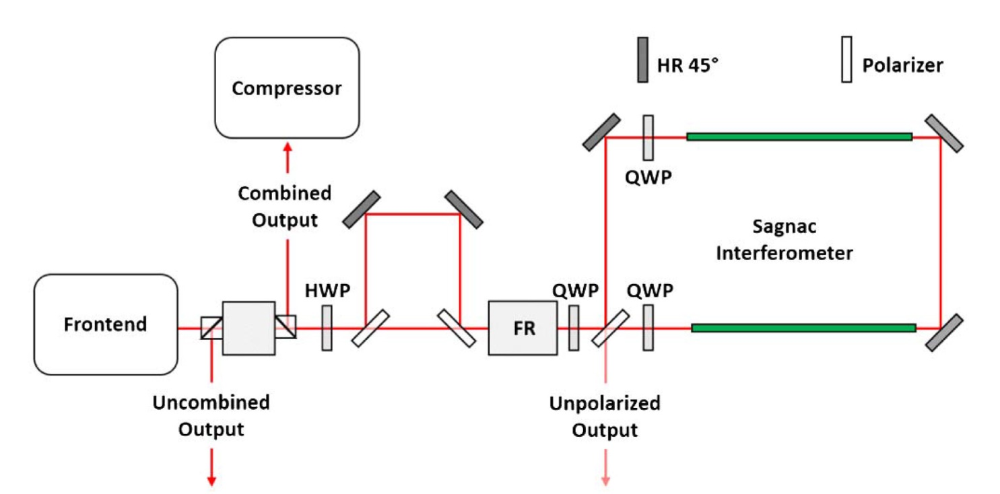 Compressor
HR 45°
Polarizer
QWP
Combined
Output
Sagnac
Interferometer
Frontend
HWP
FR
QWP
QWP
Uncombined
Output
Unpolarized
Output